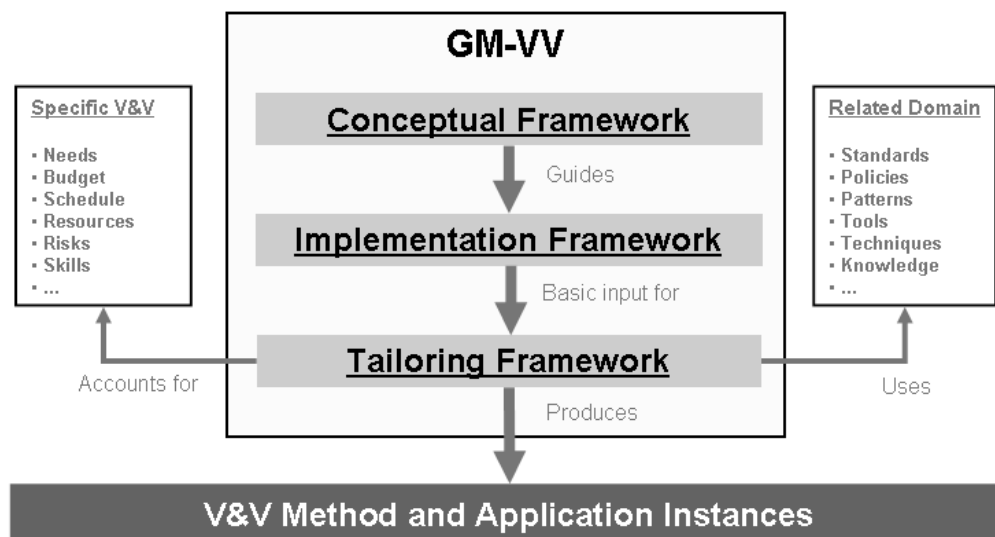 GM-VV
Specific V&V
• Needs
• Budget
• Schedule
• Resources
• Risks
• Skills
• ...
Conceptual Framework
Guides
Implementation Framework
Basic input for
Tailoring Framework
Related Domain
• Standards
• Policies
• Patterns
• Tools
• Techniques
• Knowledge
• ...
Accounts for
Produces
Uses
V&V Method and Application Instances